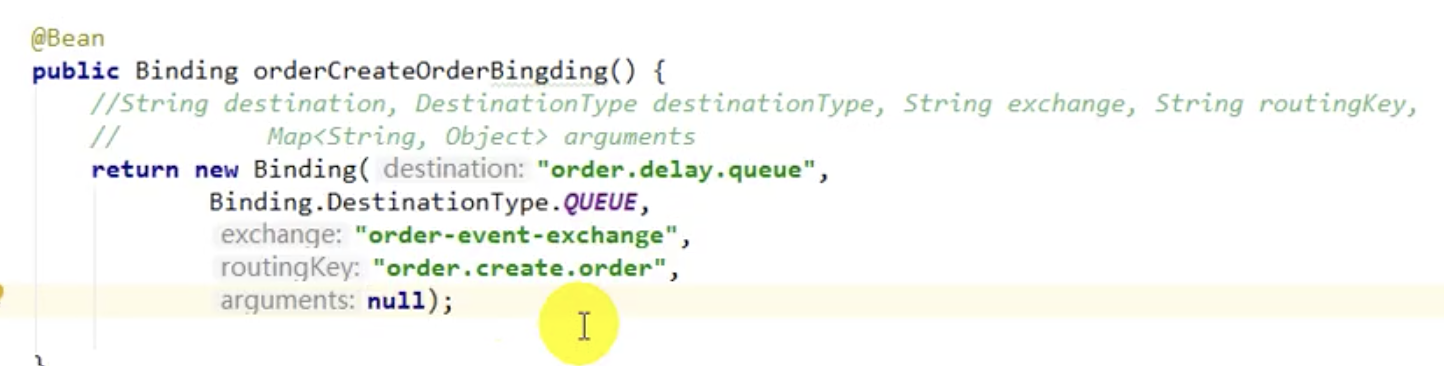 @Bean
public Binding orderCreateOrderBingding() {
//String destination, DestinationType destinationType, String exchange, String routingKey,
// Map<String, Object> arguments
return new Binding( destination: "order.delay.queue",
Binding.DestinationType.QUEUE,
exchange: "order-event-exchange",
routingKey: "order.create.order",
arguments: null);
}